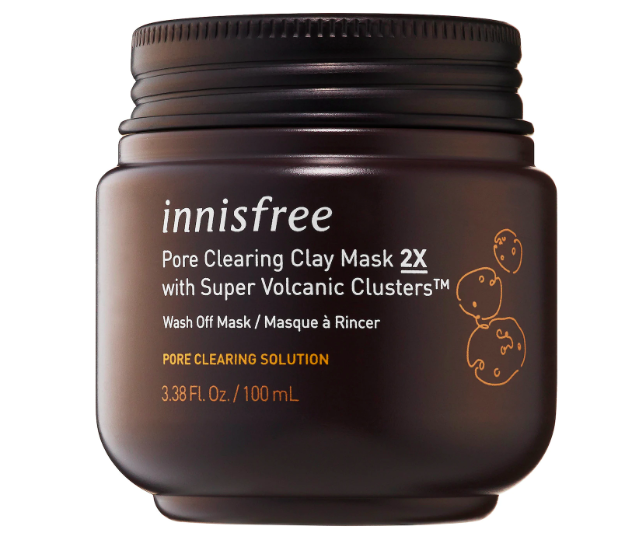 innisfree
Pore Clearing Clay Mask 2X
with Super Volcanic Clusters™
Wash Off Mask / Masque à Rincer
PORE CLEARING SOLUTION
3.38 Fl. Oz. / 100 mL